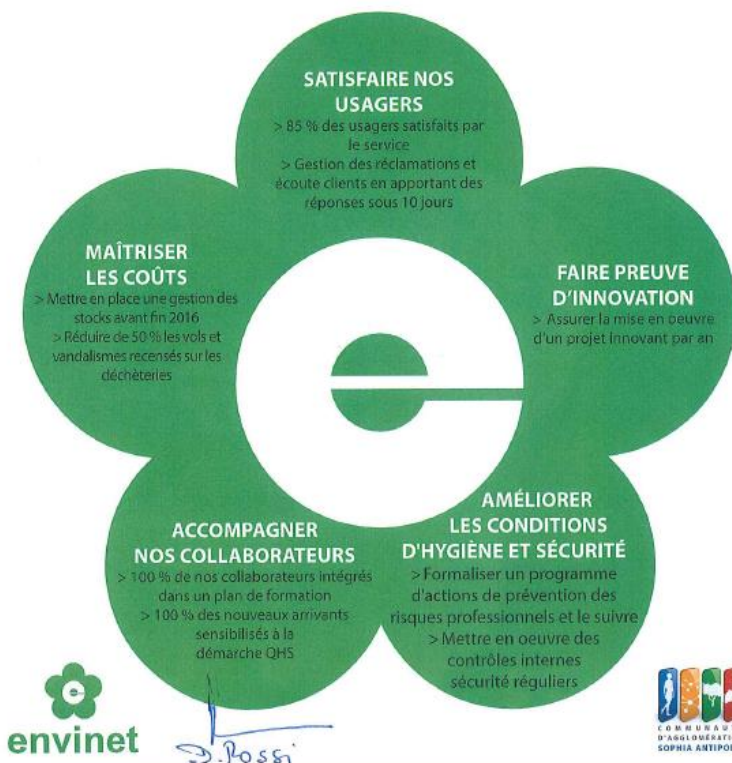 SATISFAIRE NOS
USAGERS
> 85 % des usagers satisfaits par
le service
> Gestion des réclamations et
écoute clients en apportant des
réponses sous 10 jours
MAÎTRISER
LES COÛTS
> Mettre en place une gestion des
stocks avant fin 2016
> Réduire de 50 % les vols et
vandalismes recensés sur les
déchèteries
FAIRE PREUVE
D'INNOVATION
> Assurer la mise en oeuvre
d'un projet innovant par an
e
ACCOMPAGNER
NOS COLLABORATEURS
> 100 % de nos collaborateurs intégrés
dans un plan de formation
> 100 % des nouveaux arrivants
sensibilisés à la
démarche QHS
AMÉLIORER
LES CONDITIONS
D'HYGIÈNE ET SÉCURITÉ
> Formaliser un programme
d'actions de prévention des
risques professionnels et le suivre
> Mettre en oeuvre des
contrôles internes
sécurité réguliers
e
envinet
D. Rossi
COMMUNAUT
D'AGGLOMÉRATI
SOPHIA ANTIPO